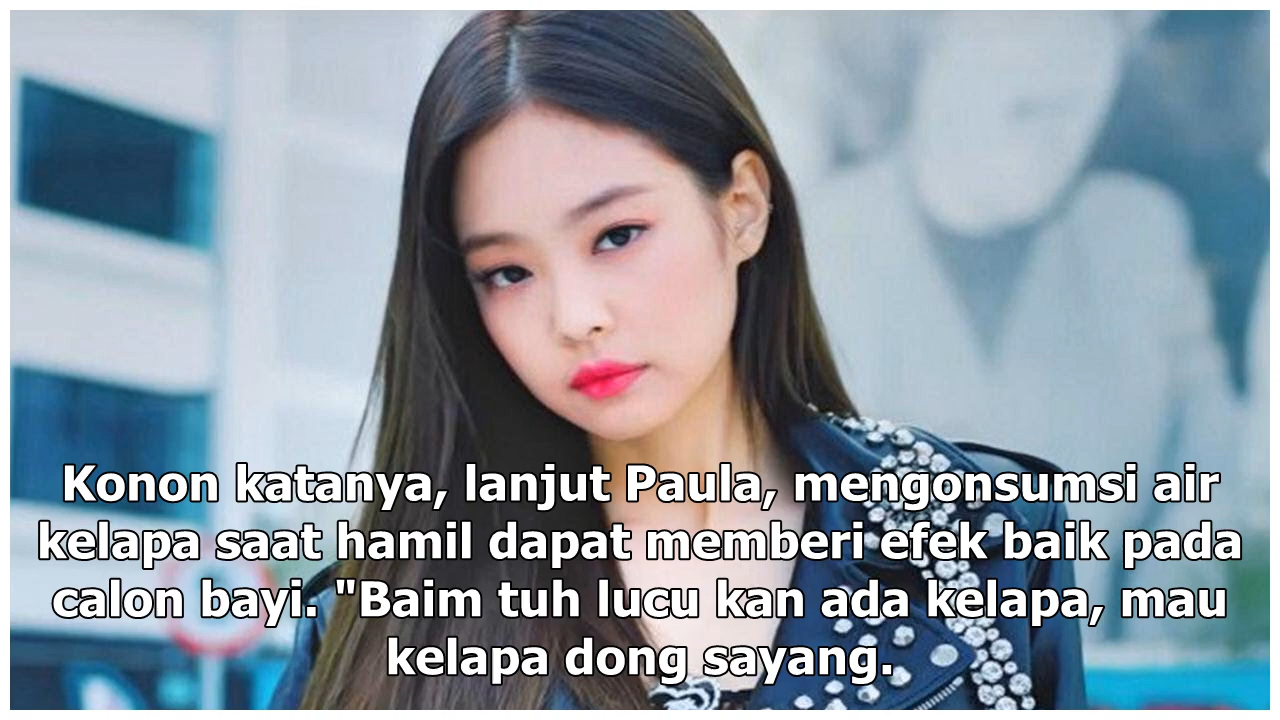 Konon katanya, lanjut Paula, mengonsumsi air
kelapa saat hamil dapat memberi efek baik pada
calon bayi. "Baim tuh lucu kan ada kelapa, mau
kelapa dong sayang.